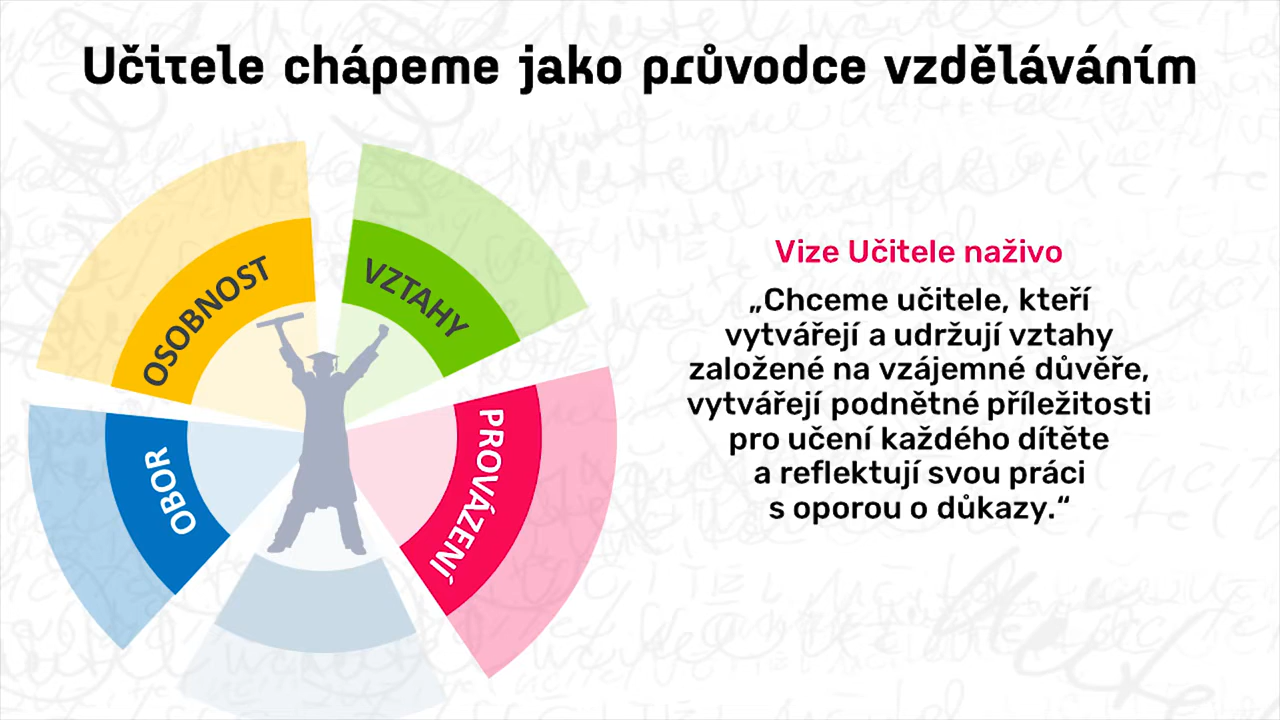 Učitele chápeme jako průvodce vzděláváním
OSOBNOST
VZTAHY
OBOR
PROVÁZENÍ
Vize Učitele naživo
„Chceme učitele, kteří
vytvářejí a udržují vztahy
založené na vzájemné důvěře,
vytvářejí podnětné příležitosti
pro učení každého dítěte
a reflektují svou práci
s oporou o důkazy.“